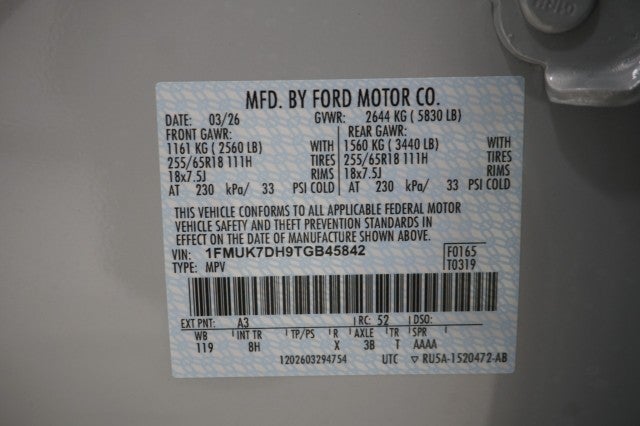 MFD. BY FORD MOTOR CO.
DATE: 03/26 GVWR: 2644 KG ( 5830 LB)
FRONT GAWR: REAR GAWR:
1161 KG ( 2560 LB) WITH 1560 KG ( 3440 LB) WITH
255/65R18 111H TIRES 255/65R18 111H TIRES
18x7.5J RIMS 18x7.5J RIMS
AT 230 kPa/ 33 PSI COLD AT 230 kPa/ 33 PSI COLD
THIS VEHICLE CONFORMS TO ALL APPLICABLE FEDERAL MOTOR
VEHICLE SAFETY AND THEFT PREVENTION STANDARDS IN
EFFECT ON THE DATE OF MANUFACTURE SHOWN ABOVE.
VIN: 1FMUK7DH9TGB45842 F0165
TYPE: MPV T0319
EXT PNT: A3 RC: 52 DSO:
WB INT TR TP/PS R AXLE TR SPR
119 8H X 3B T AAAA
1202603294754 UTC ▽ RU5A-1520472-AB